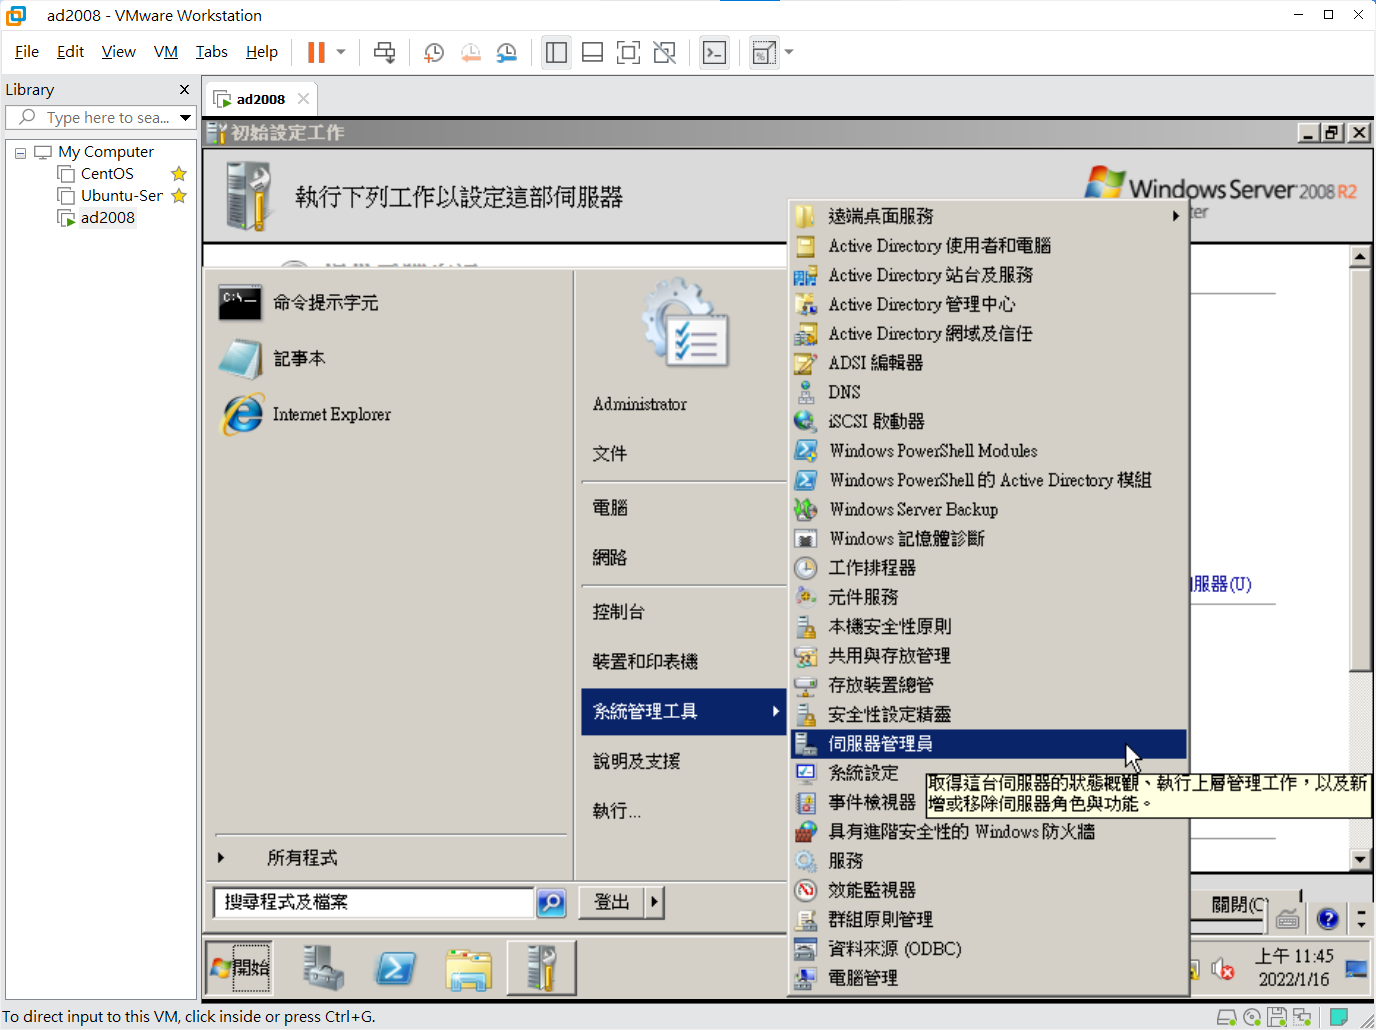 ad2008 - VMware Workstation
File Edit View VM Tabs Help
Library
Type here to sea...
My Computer
CentOS
Ubuntu-Ser
ad2008
ad2008
初始設定工作
執行下列工作以設定這部伺服器
Windows Server 2008 R2
ter
命令提示字元
記事本
Internet Explorer
所有程式
搜尋程式及檔案
Administrator
文件
電腦
網路
控制台
裝置和印表機
系統管理工具
說明及支援
執行...
登出
遠端桌面服務
Active Directory 使用者和電腦
Active Directory 站台及服務
Active Directory 管理中心
Active Directory 網域及信任
ADSI 編輯器
DNS
iSCSI 啟動器
Windows PowerShell Modules
Windows PowerShell 的 Active Directory 模組
Windows Server Backup
Windows 記憶體診斷
工作排程器
元件服務
本機安全性原則
共用與存放管理
存放裝置總管
安全性設定精靈
伺服器管理員
系統設定
事件檢視器
具有進階安全性的 Windows 防火牆
服務
效能監視器
群組原則管理
資料來源 (ODBC)
電腦管理
取得這台伺服器的狀態概觀、執行上層管理工作，以及新
增或移除伺服器角色與功能。
服器(U)
關閉(C)
開始
上午 11:45
2022/1/16
To direct input to this VM, click inside or press Ctrl+G.